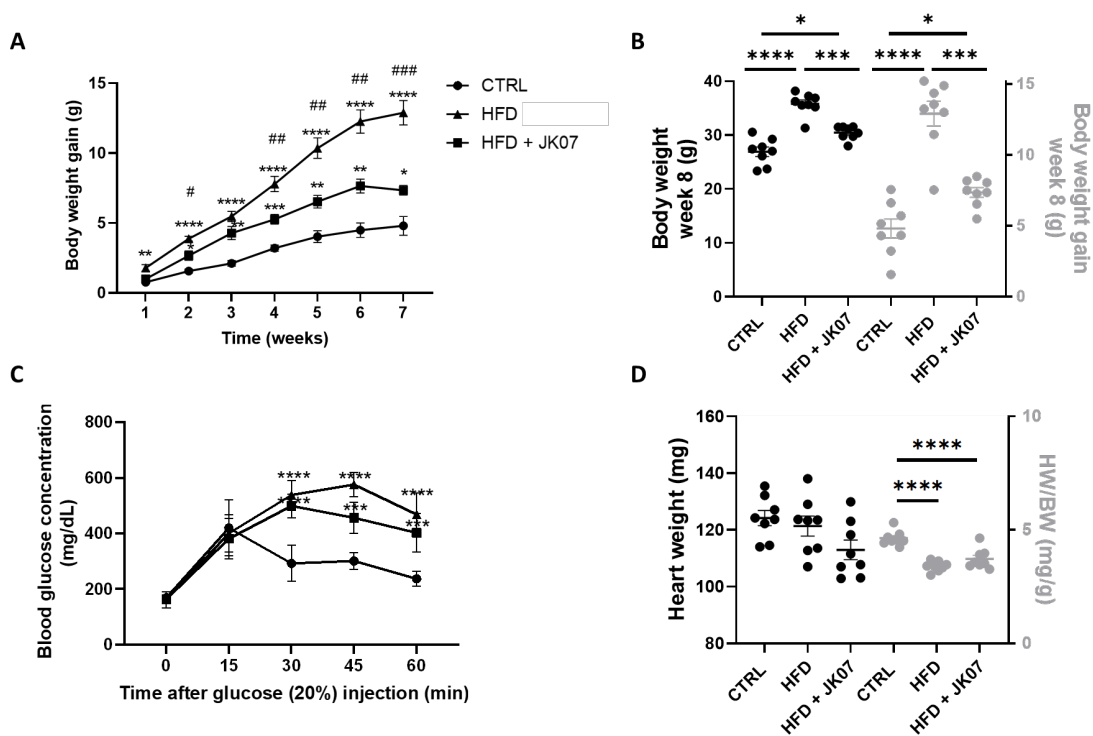 A
15
10
5
0
Body weight gain (g)
#
##
##
##
###
**
****
****
****
****
****
****
*
**
***
**
**
*
1 2 3 4 5 6 7
Time (weeks)
CTRL
HFD
HFD + JK07
B
* *
**** *** **** ***
40
30
20
10
0
Body weight
week 8 (g)
15
10
5
0
Body weight gain
week 8 (g)
CTRL HFD HFD + JK07 CTRL HFD HFD + JK07
C
800
600
400
200
0
Blood glucose concentration
(mg/dL)
**** **** ****
**** *** ***
0 15 30 45 60
Time after glucose (20%) injection (min)
D
160
140
120
100
80
Heart weight (mg)
****
****
10
5
0
HW/BW (mg/g)
CTRL HFD HFD + JK07 CTRL HFD HFD + JK07